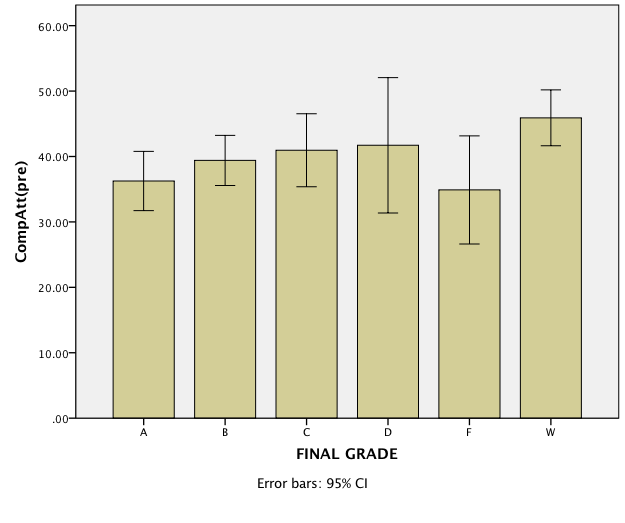 60.00
50.00
40.00
30.00
20.00
10.00
.00
CompAtt(pre)
A B C D F W
FINAL GRADE
Error bars: 95% CI